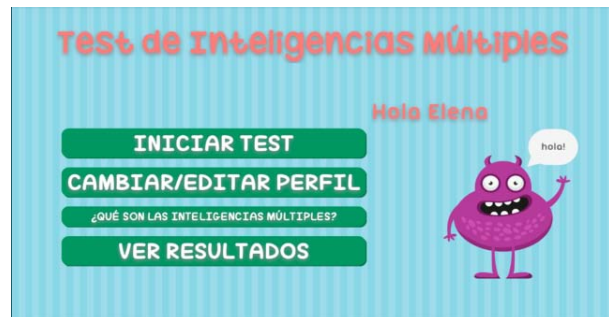 Test de Inteligencias Múltiples
Hola Elena
hola!
INICIAR TEST
CAMBIAR/EDITAR PERFIL
¿QUÉ SON LAS INTELIGENCIAS MÚLTIPLES?
VER RESULTADOS